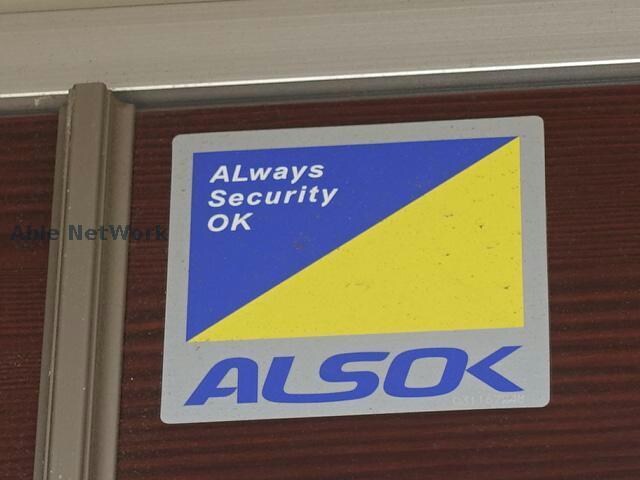 ALways
Security
OK
Able NetWork
ALSOK